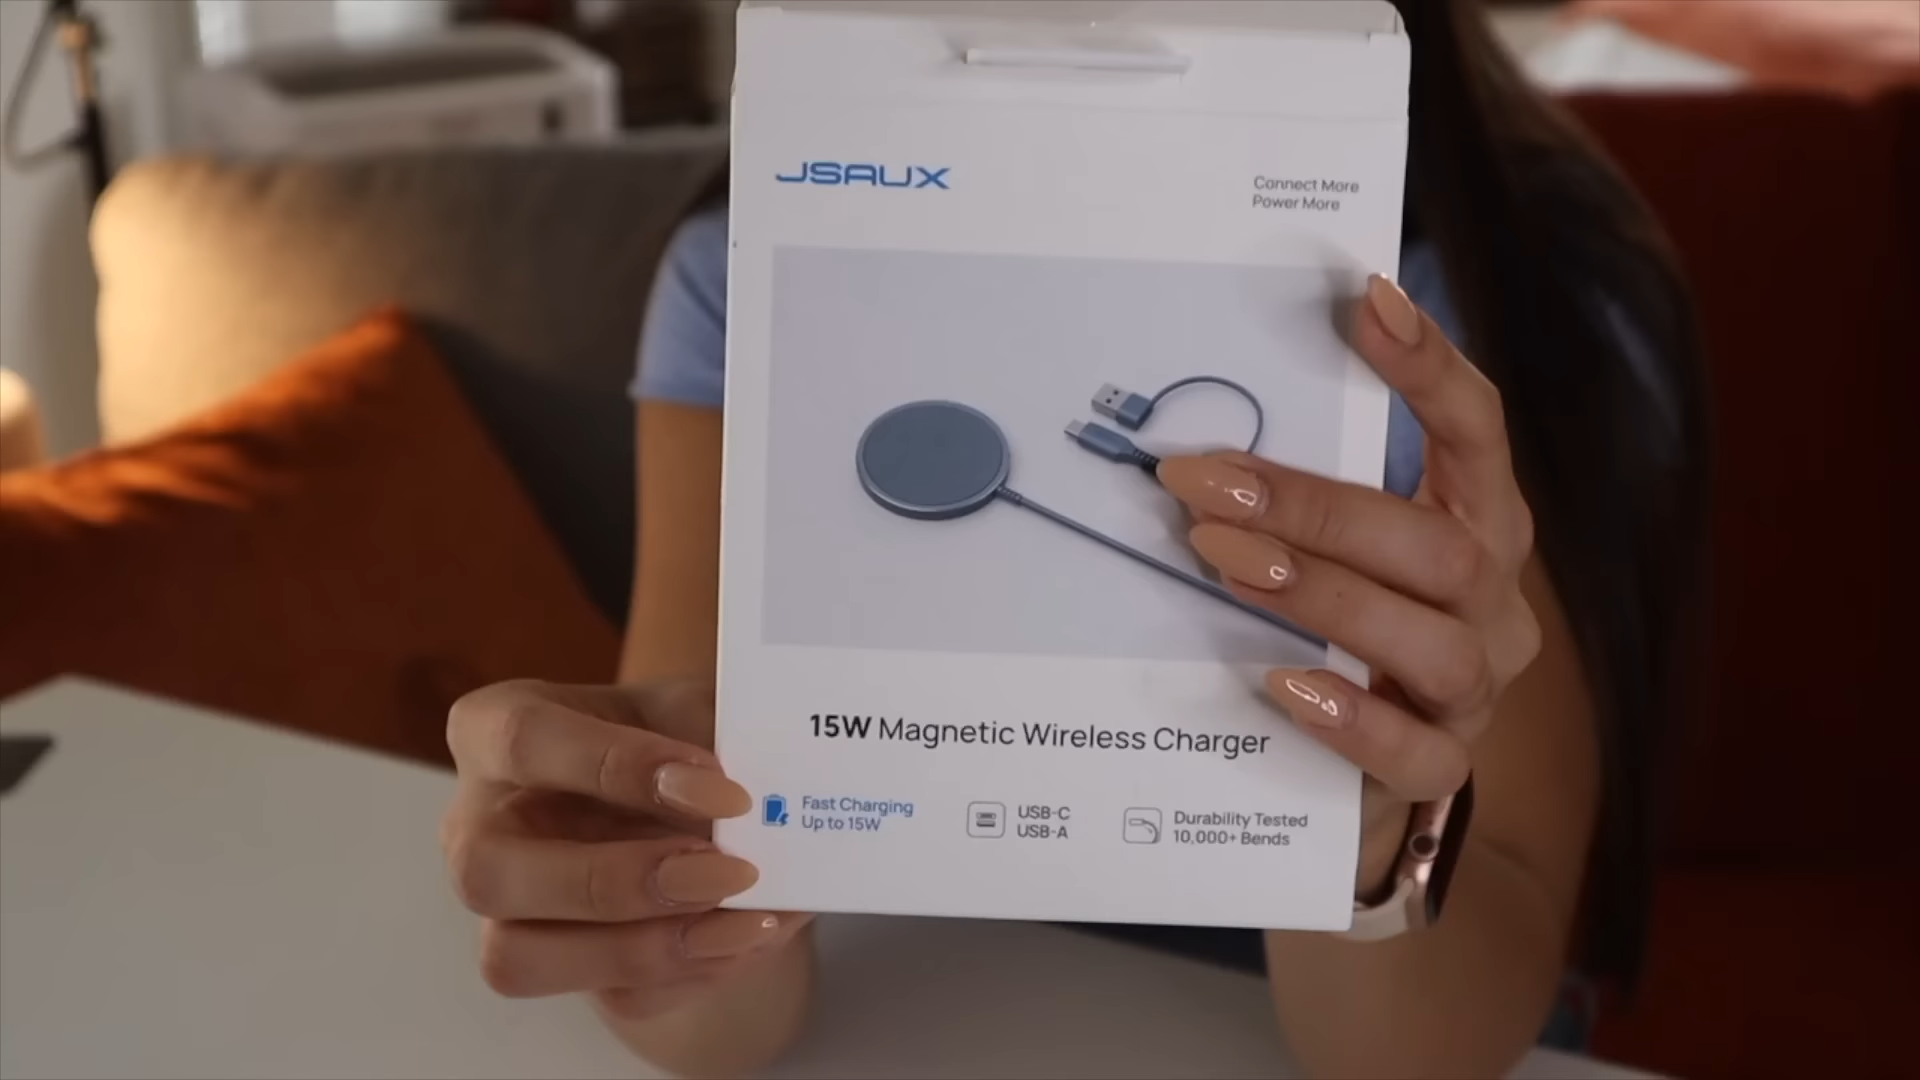 JSAUX
Connect More
Power More
15W Magnetic Wireless Charger
Fast Charging
Up to 15W
USB-C
USB-A
Durability Tested
10,000+ Bends